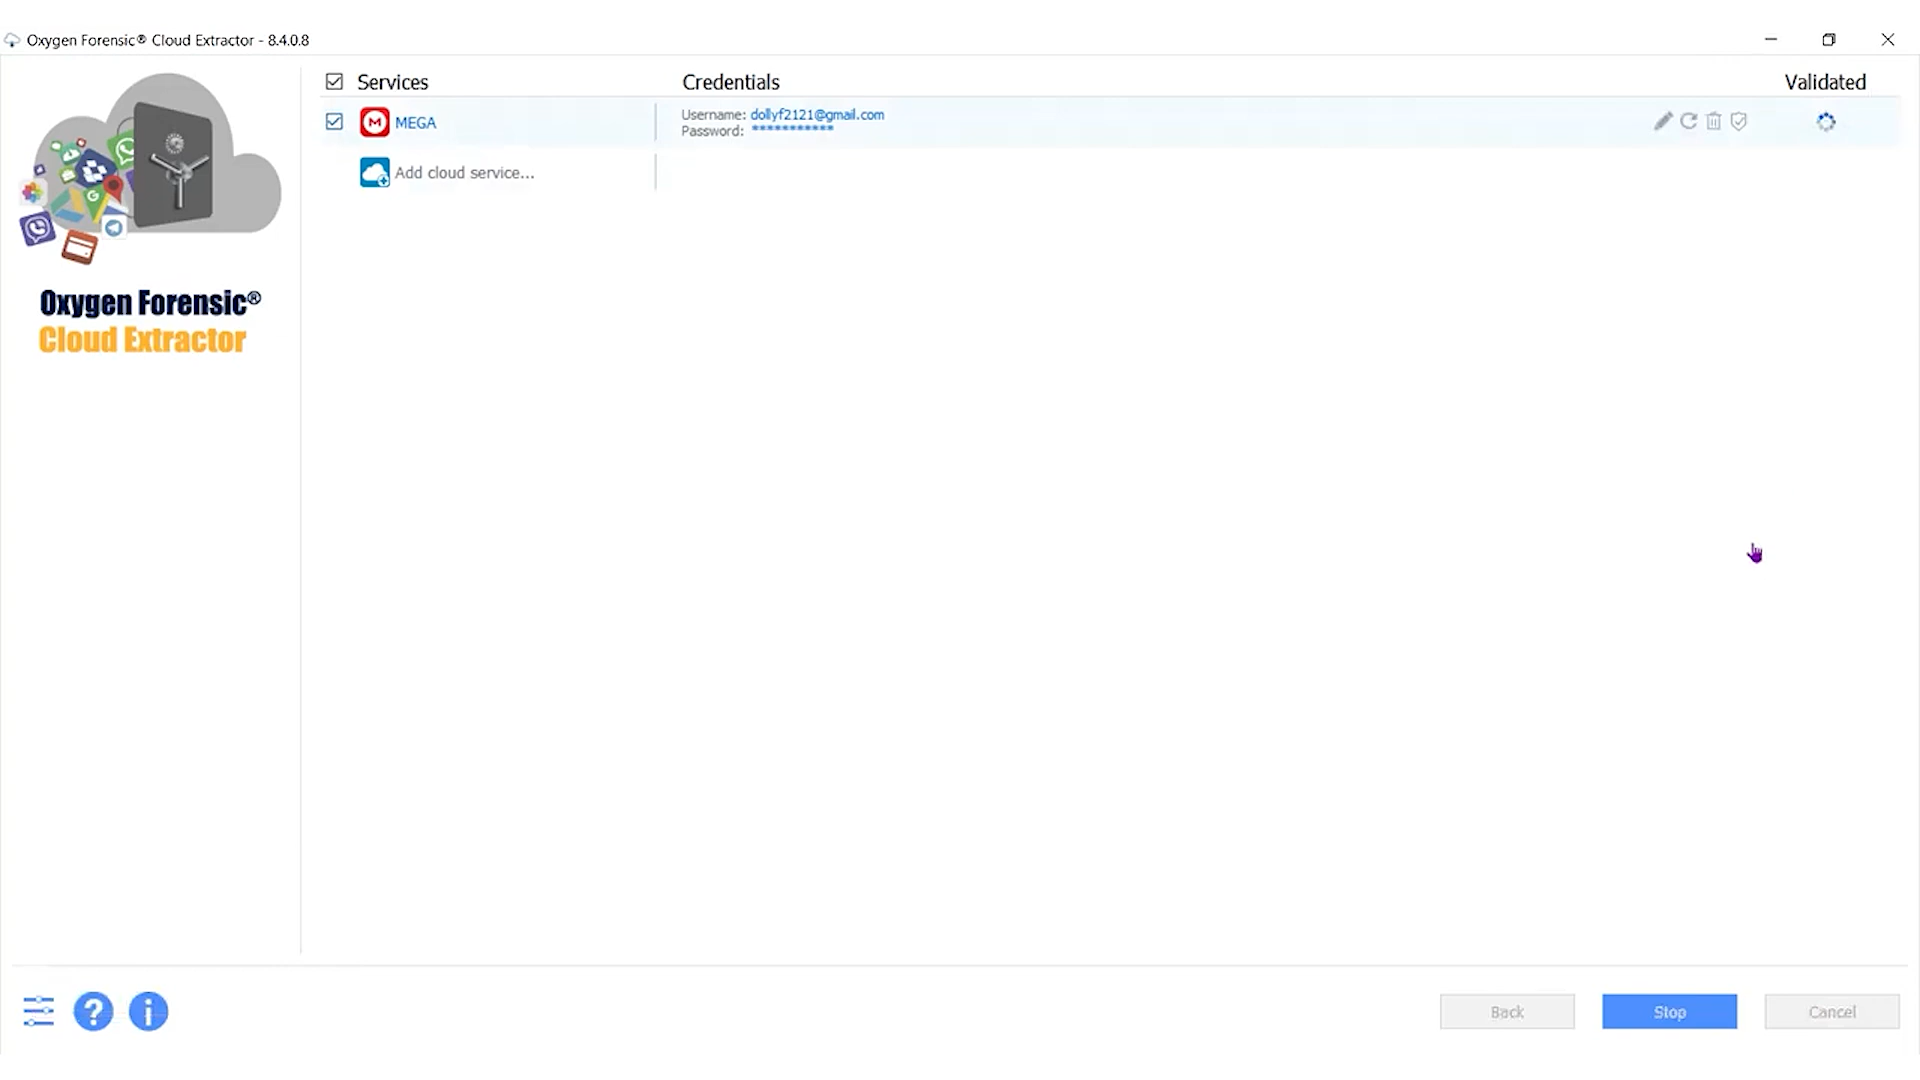 Oxygen Forensic® Cloud Extractor - 8.4.0.8
Services
Credentials
Validated
MEGA
Username: dollyf2121@gmail.com
Password: ***********
Add cloud service...
Oxygen Forensic®
Cloud Extractor
Back
Stop
Cancel